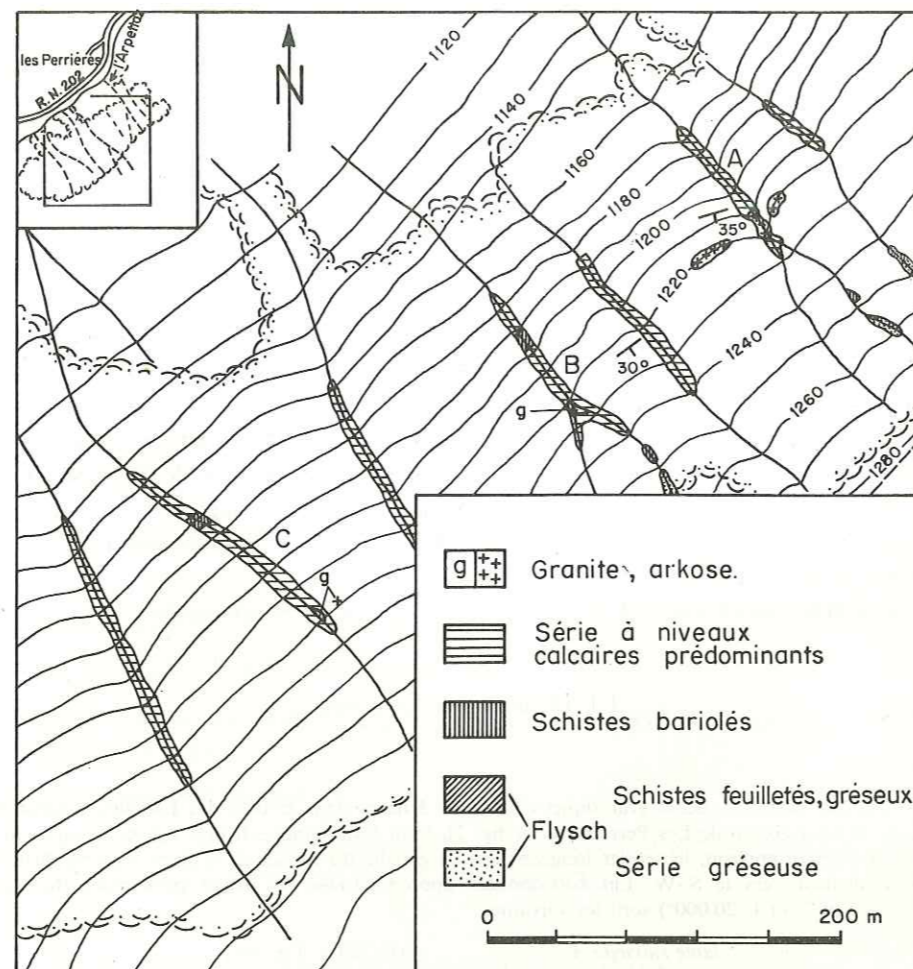 les Perrières
R.N. 202
l'Arpettaz
N
1120
1140
1160
1180
1200
1220
1240
1260
1280
A
35°
30°
B
g
C
g
g
Granite, arkose.
Série à niveaux
calcaires prédominants
Schistes bariolés
Schistes feuilletés, gréseux
Flysch
Série gréseuse
0
200 m